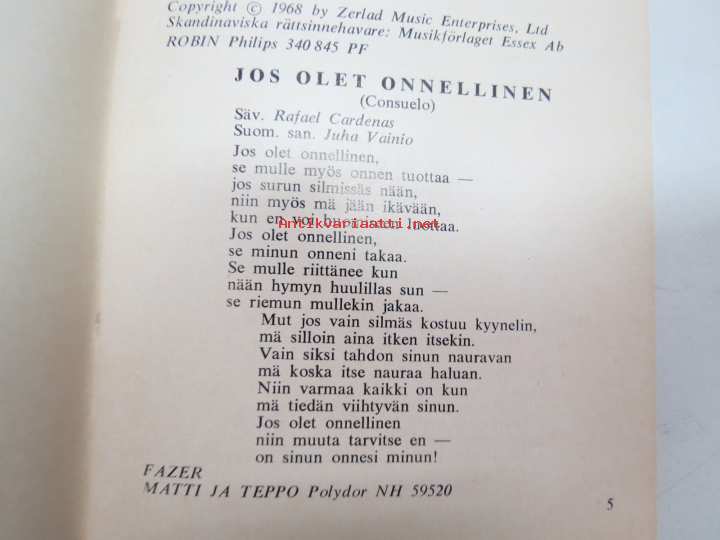 Copyright © 1968 by Zerlad Music Enterprises, Ltd
Skandinaviska rättsinnehavare: Musikförlaget Essex Ab
ROBIN Philips 340 845 PF
JOS OLET ONNELLINEN
(Consuelo)
Säv. Rafael Cardenas
Suom. san. Juha Vainio
Jos olet onnellinen,
se mulle myös onnen tuottaa —
jos surun silmissäs nään,
niin myös mä jään ikävään,
kun en voi luottaa.
Antikvariaatti.net
Jos olet onnellinen,
se minun onneni takaa.
Se mulle riittänee kun
nään hymyn huulillas sun —
se riemun mullekin jakaa.
Mut jos vain silmäs kostuu kyynelin,
mä silloin aina itken itsekin.
Vain siksi tahdon sinun nauravan
mä koska itse nauraa haluan.
Niin varmaa kaikki on kun
mä tiedän viihtyvän sinun.
Jos olet onnellinen
niin muuta tarvitse en —
on sinun onnesi minun!
FAZER
MATTI JA TEPPO Polydor NH 59520
5